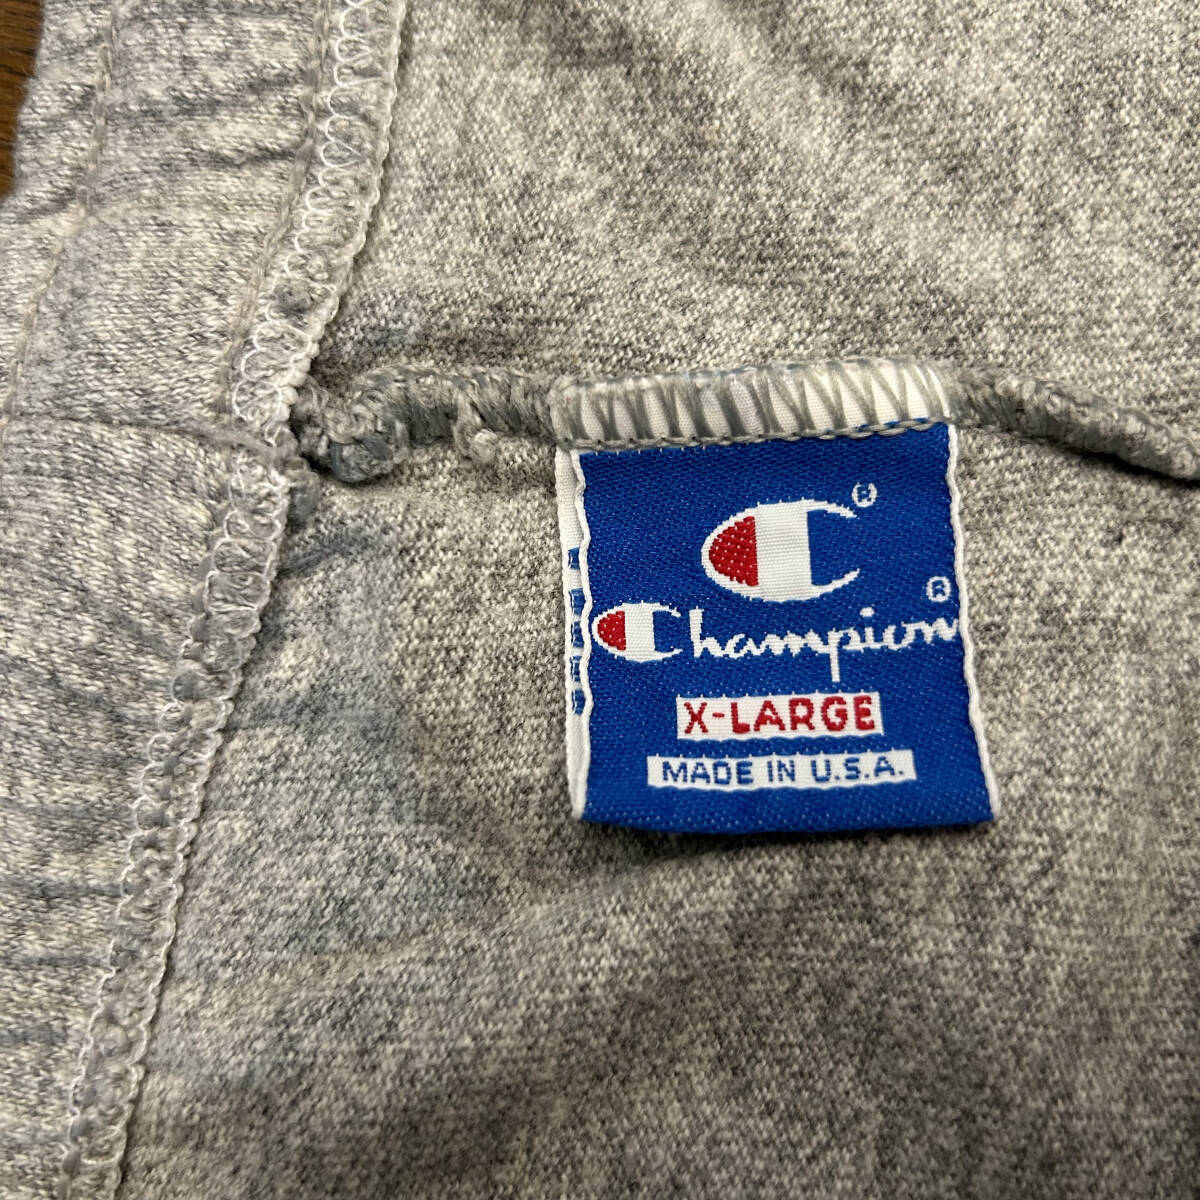 C®
Champion®
X-LARGE
MADE IN U.S.A.